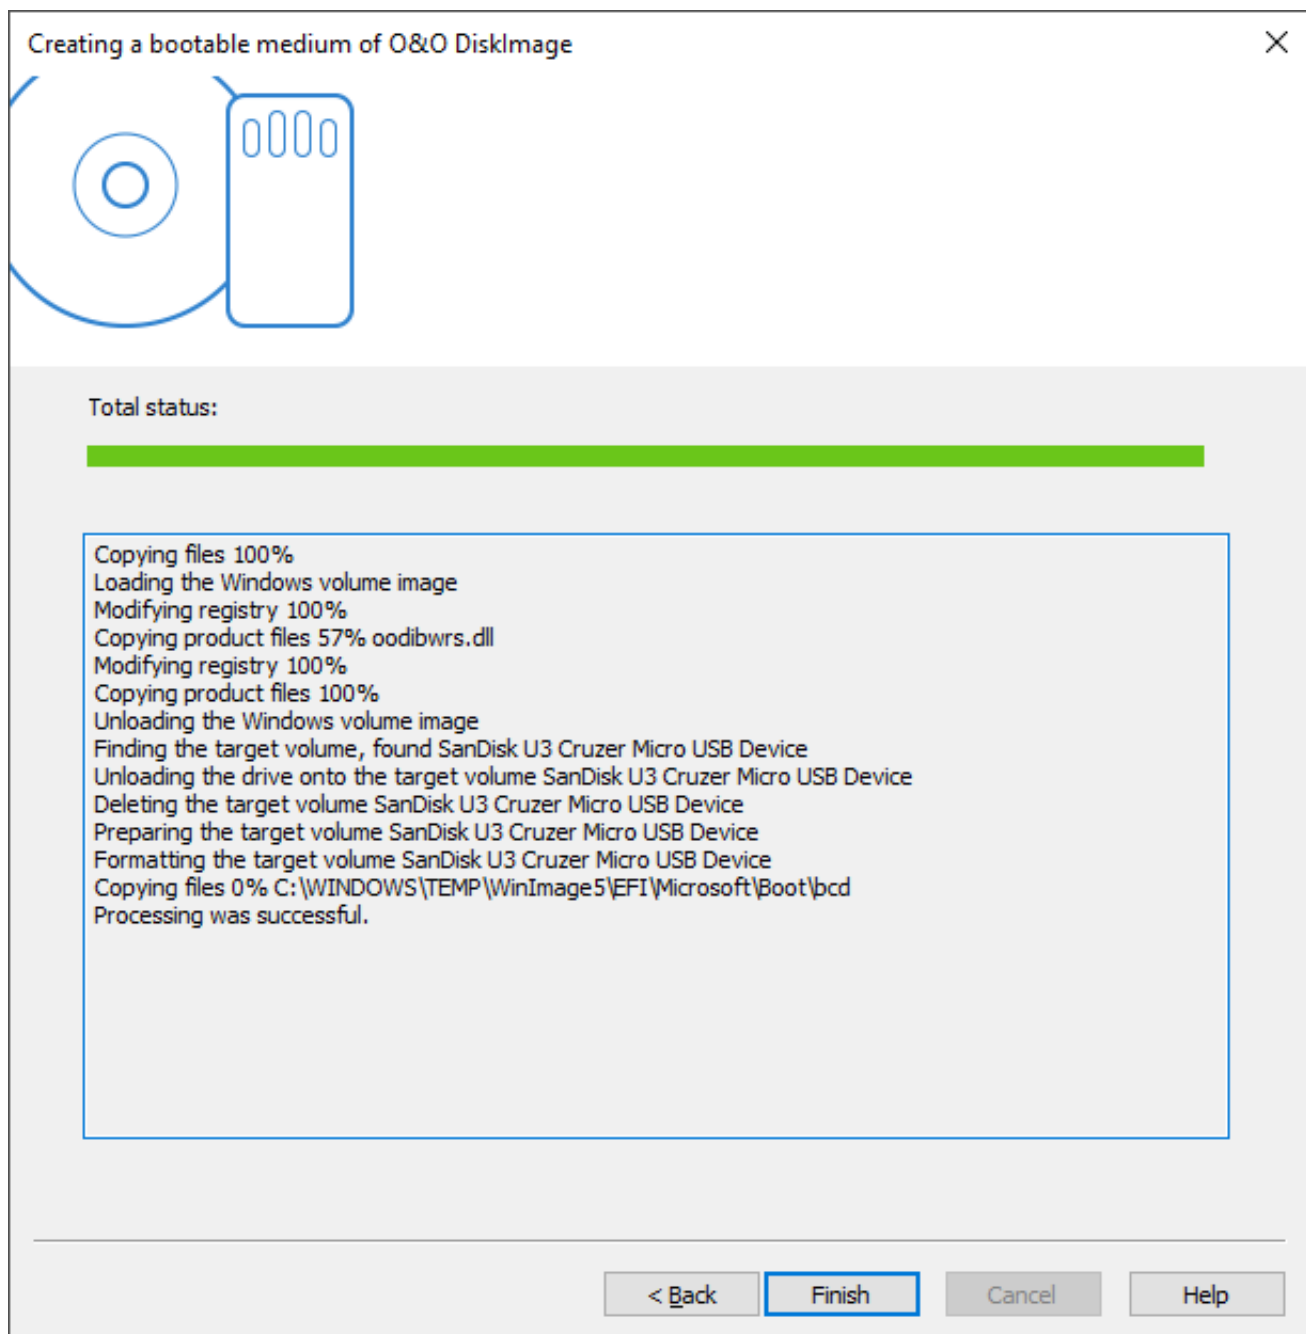 Creating a bootable medium of O&O DiskImage
Total status:
Copying files 100%
Loading the Windows volume image
Modifying registry 100%
Copying product files 57% oodibwrs.dll
Modifying registry 100%
Copying product files 100%
Unloading the Windows volume image
Finding the target volume, found SanDisk U3 Cruzer Micro USB Device
Unloading the drive onto the target volume SanDisk U3 Cruzer Micro USB Device
Deleting the target volume SanDisk U3 Cruzer Micro USB Device
Preparing the target volume SanDisk U3 Cruzer Micro USB Device
Formatting the target volume SanDisk U3 Cruzer Micro USB Device
Copying files 0% C:\WINDOWS\TEMP\WinImage5\EFI\Microsoft\Boot\bcd
Processing was successful.
< Back Finish Cancel Help